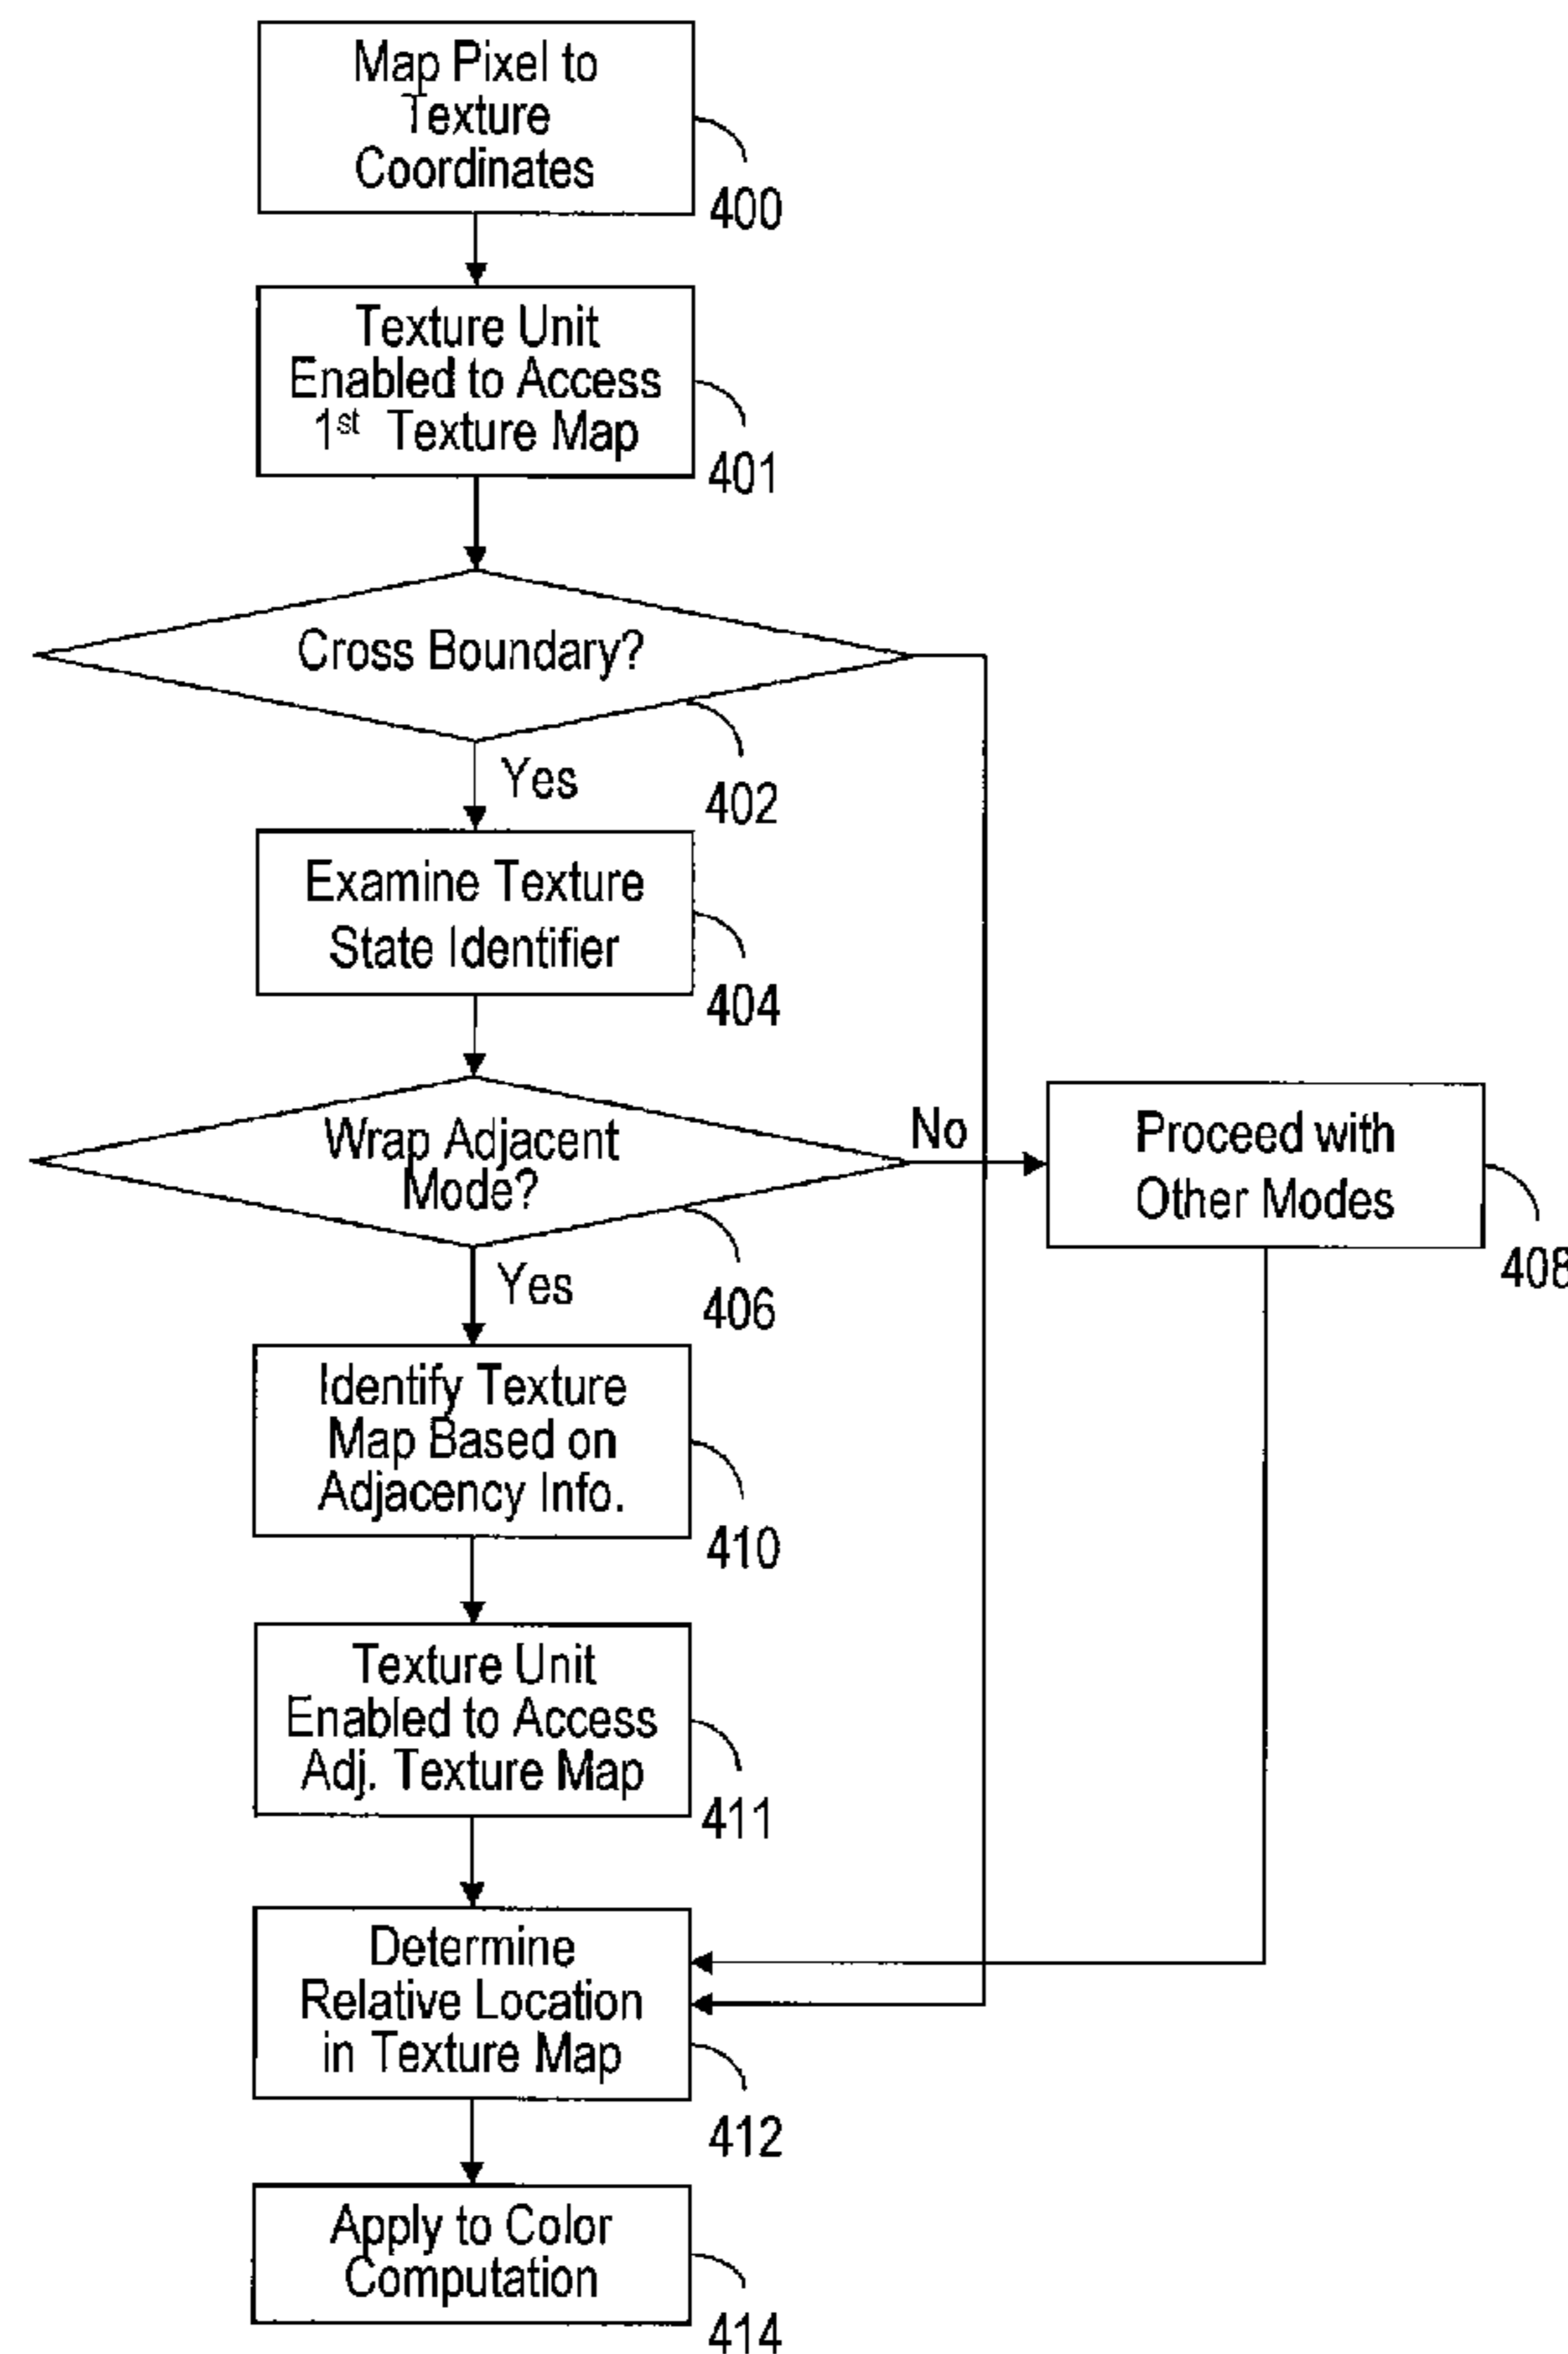 Map Pixel to
Texture
Coordinates
400
Texture Unit
Enabled to Access
1st Texture Map
401
Cross Boundary?
402
Yes
Examine Texture
State Identifier
404
Wrap Adjacent
Mode?
406
No
Proceed with
Other Modes
408
Yes
Identify Texture
Map Based on
Adjacency Info.
410
Texture Unit
Enabled to Access
Adj. Texture Map
411
Determine
Relative Location
in Texture Map
412
Apply to Color
Computation
414